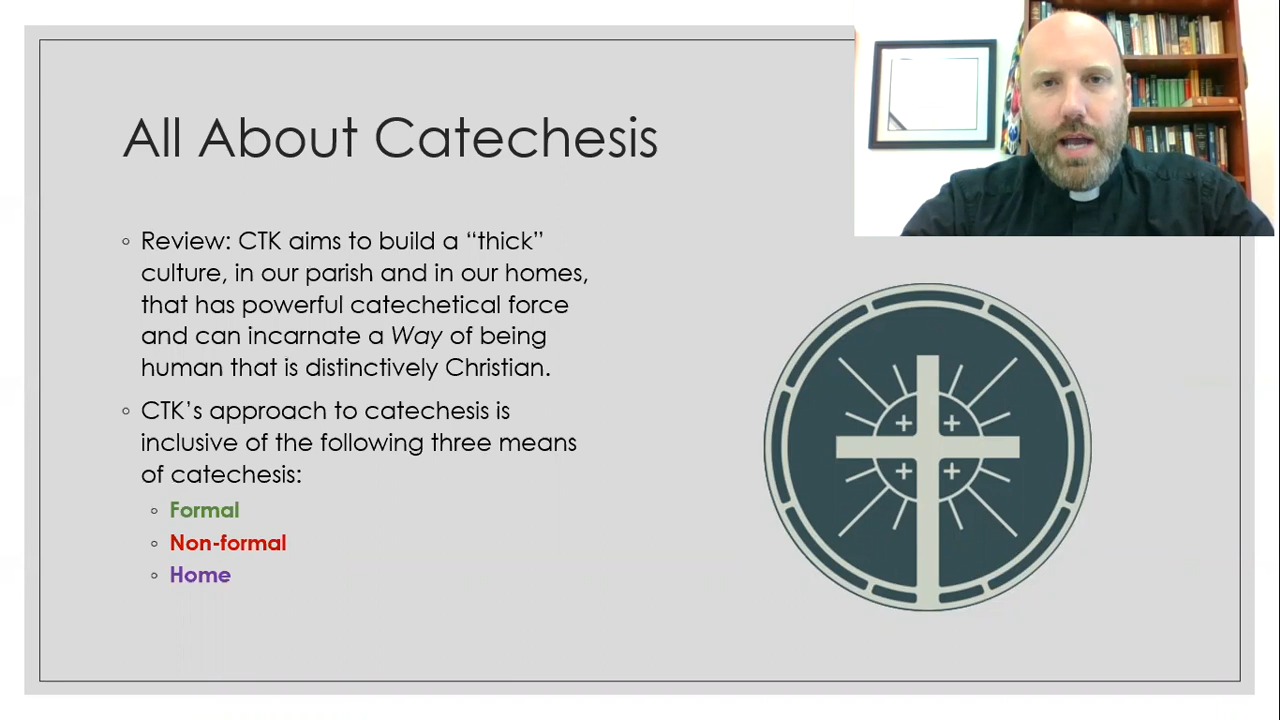 All About Catechesis
Review: CTK aims to build a “thick”
culture, in our parish and in our homes,
that has powerful catechetical force
and can incarnate a Way of being
human that is distinctively Christian.
CTK’s approach to catechesis is
inclusive of the following three means
of catechesis:
Formal
Non-formal
Home